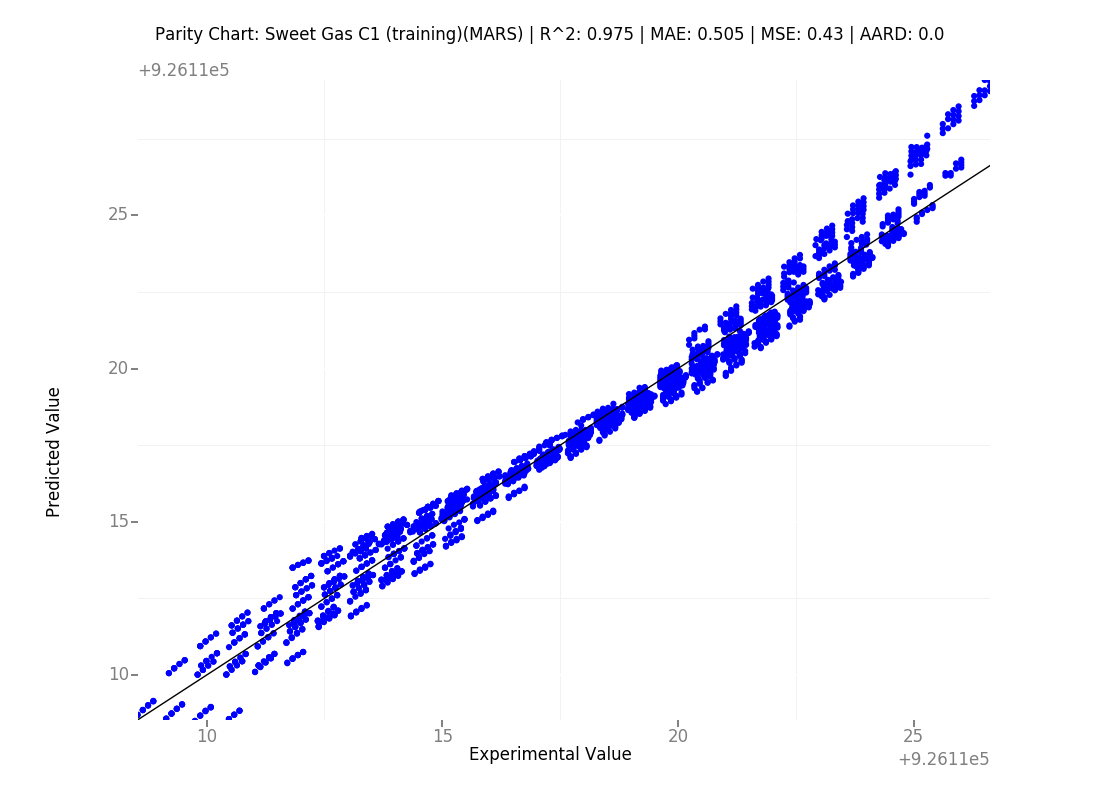 Parity Chart: Sweet Gas C1 (training)(MARS) | R^2: 0.975 | MAE: 0.505 | MSE: 0.43 | AARD: 0.0
+9.2611e5
25
20
15
10
Predicted Value
10
15
20
25
Experimental Value
+9.2611e5